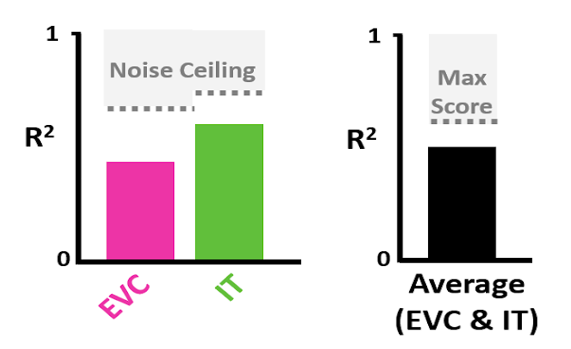 1
Noise Ceiling
R²
0
EVC
IT
1
Max
Score
R²
0
Average
(EVC & IT)